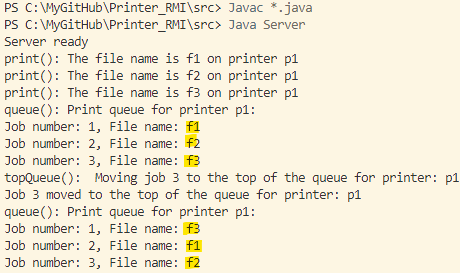 PS C:\MyGitHub\Printer_RMI\src> Javac *.java
PS C:\MyGitHub\Printer_RMI\src> Java Server
Server ready
print(): The file name is f1 on printer p1
print(): The file name is f2 on printer p1
print(): The file name is f3 on printer p1
queue(): Print queue for printer p1:
Job number: 1, File name: f1
Job number: 2, File name: f2
Job number: 3, File name: f3
topQueue():  Moving job 3 to the top of the queue for printer: p1
Job 3 moved to the top of the queue for printer: p1
queue(): Print queue for printer p1:
Job number: 1, File name: f3
Job number: 2, File name: f1
Job number: 3, File name: f2